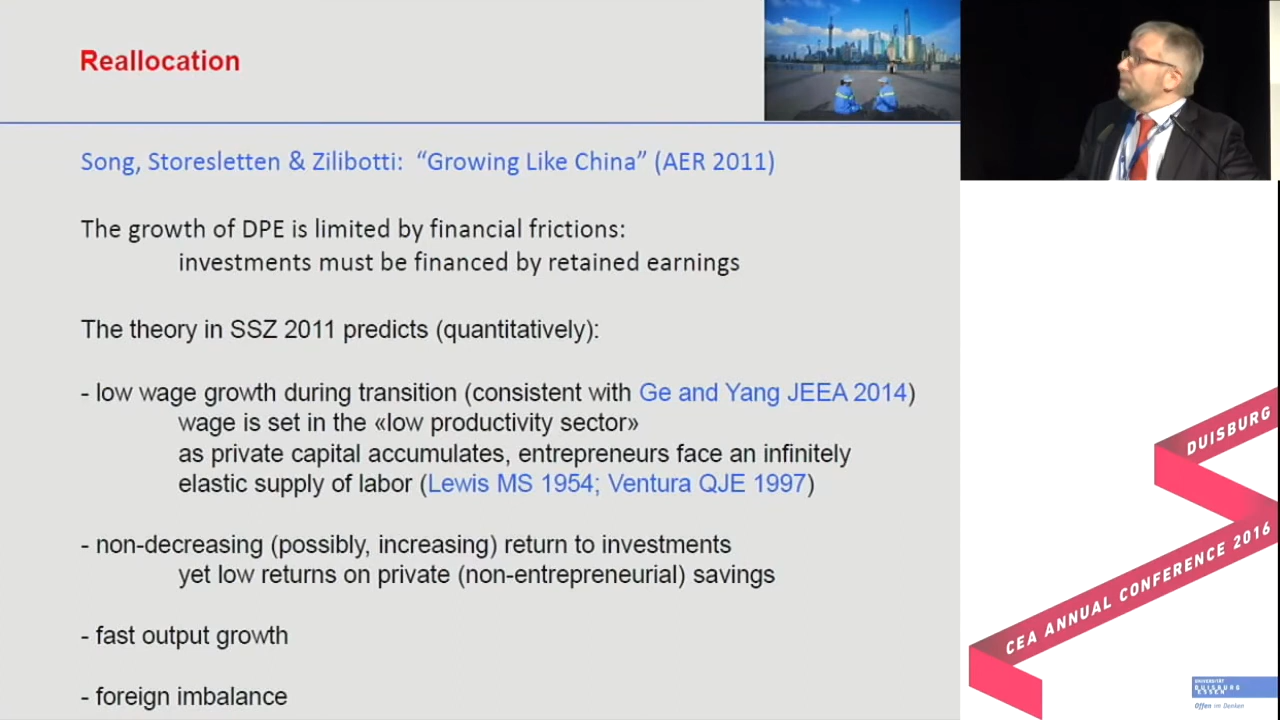 Reallocation
Song, Storesletten & Zilibotti: “Growing Like China” (AER 2011)
The growth of DPE is limited by financial frictions:
investments must be financed by retained earnings
The theory in SSZ 2011 predicts (quantitatively):
- low wage growth during transition (consistent with Ge and Yang JEEA 2014)
wage is set in the «low productivity sector»
as private capital accumulates, entrepreneurs face an infinitely
elastic supply of labor (Lewis MS 1954; Ventura QJE 1997)
- non-decreasing (possibly, increasing) return to investments
yet low returns on private (non-entrepreneurial) savings
- fast output growth
- foreign imbalance
DUISBURG
CEA ANNUAL CONFERENCE 2016
UNIVERSITÄT
DUISBURG
ESSEN
Offen im Denken